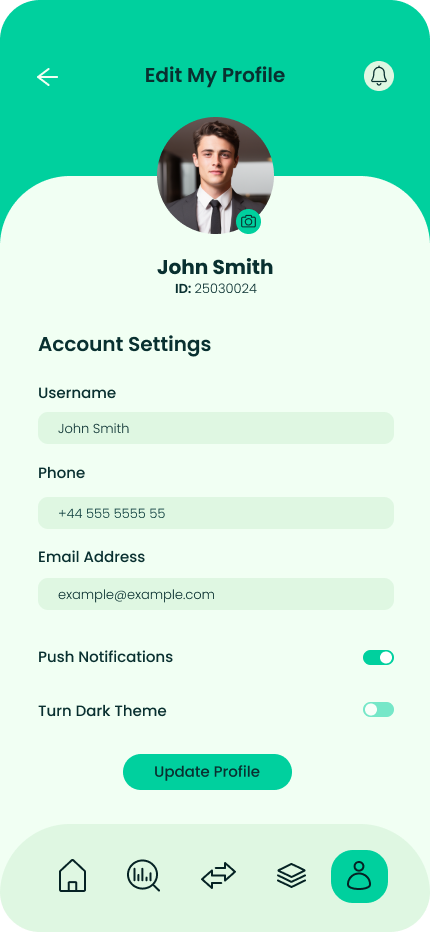 Edit My Profile
John Smith
ID: 25030024
Account Settings
Username
John Smith
Phone
+44 555 5555 55
Email Address
example@example.com
Push Notifications
Turn Dark Theme
Update Profile